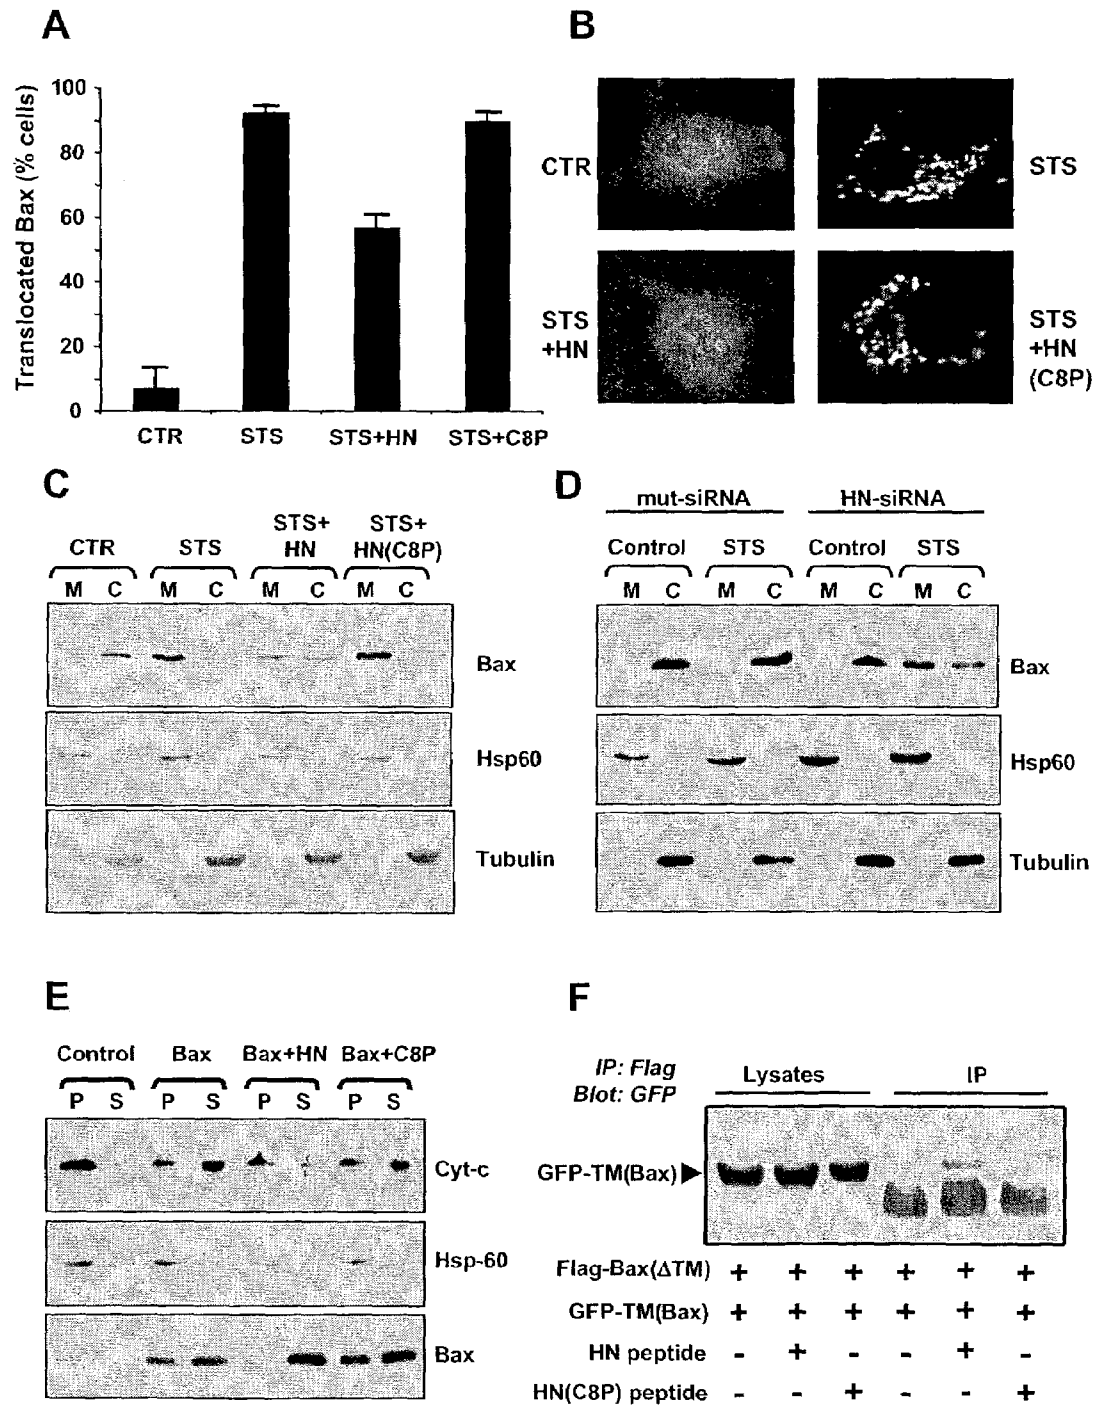 A
Translocated Bax (% cells)
100
80
60
40
20
0
CTR STS STS+HN STS+C8P
B
CTR
STS
STS
+HN
STS
+HN
(C8P)
C
CTR STS STS+
HN STS+
HN(C8P)
M C M C M C M C
Bax
Hsp60
Tubulin
D
mut-siRNA HN-siRNA
Control STS Control STS
M C M C M C M C
Bax
Hsp60
Tubulin
E
Control Bax Bax+HN Bax+C8P
P S P S P S P S
Cyt-c
Hsp-60
Bax
F
IP: Flag
Blot: GFP
Lysates IP
GFP-TM(Bax)
Flag-Bax(ΔTM) + + + + + +
GFP-TM(Bax) + + + + + +
HN peptide - + - - + -
HN(C8P) peptide - - + - - +